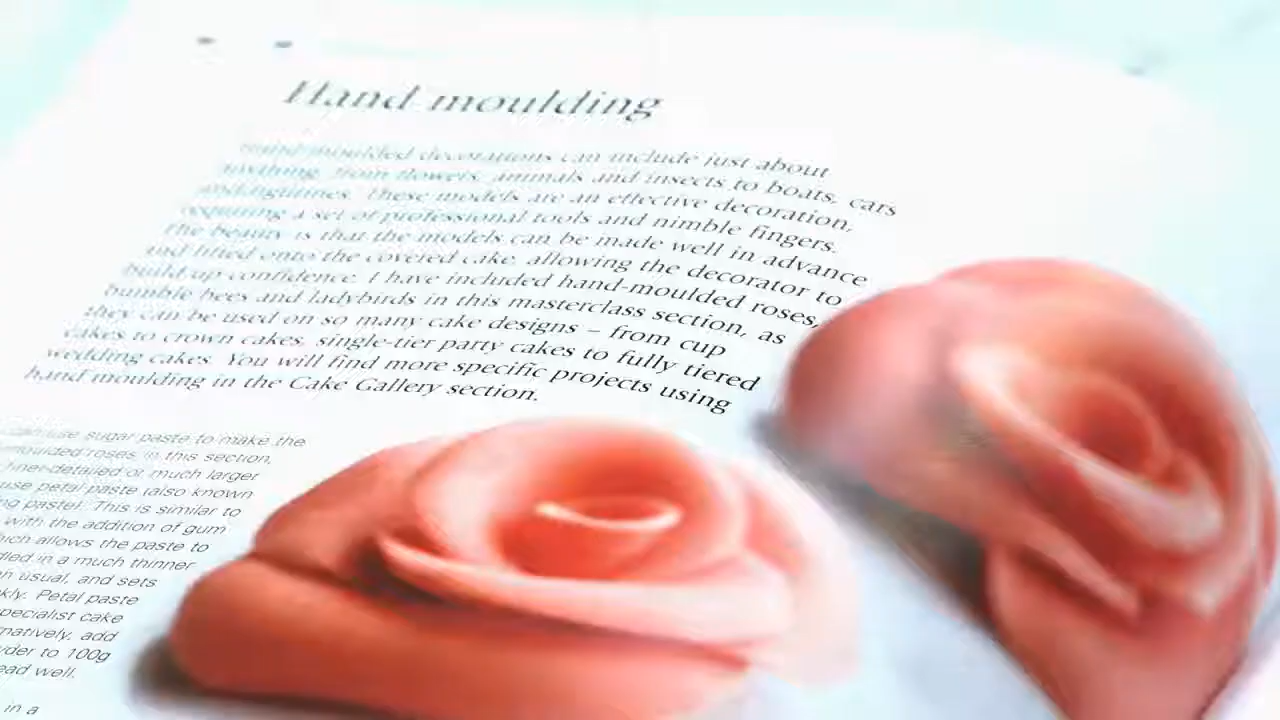 Hand moulding
Hand-moulded decorations can include just about
anything, from flowers, animals and insects to boats, cars
and figurines. These models are an effective decoration,
requiring a set of professional tools and nimble fingers.
The beauty is that the models can be made well in advance
and lifted onto the covered cake, allowing the decorator to
build up confidence. I have included hand-moulded roses,
bumble bees and ladybirds in this masterclass section, as
they can be used on so many cake designs – from cup
cakes to crown cakes, single-tier party cakes to fully tiered
wedding cakes. You will find more specific projects using
hand moulding in the Cake Gallery section.
can use sugar paste to make the
moulded roses in this section,
finer-detailed or much larger
use petal paste (also known
paste). This is similar to
with the addition of gum
which allows the paste to
in a much thinner
usual, and sets
Petal paste
specialist cake
add
to 100g
well.
in a